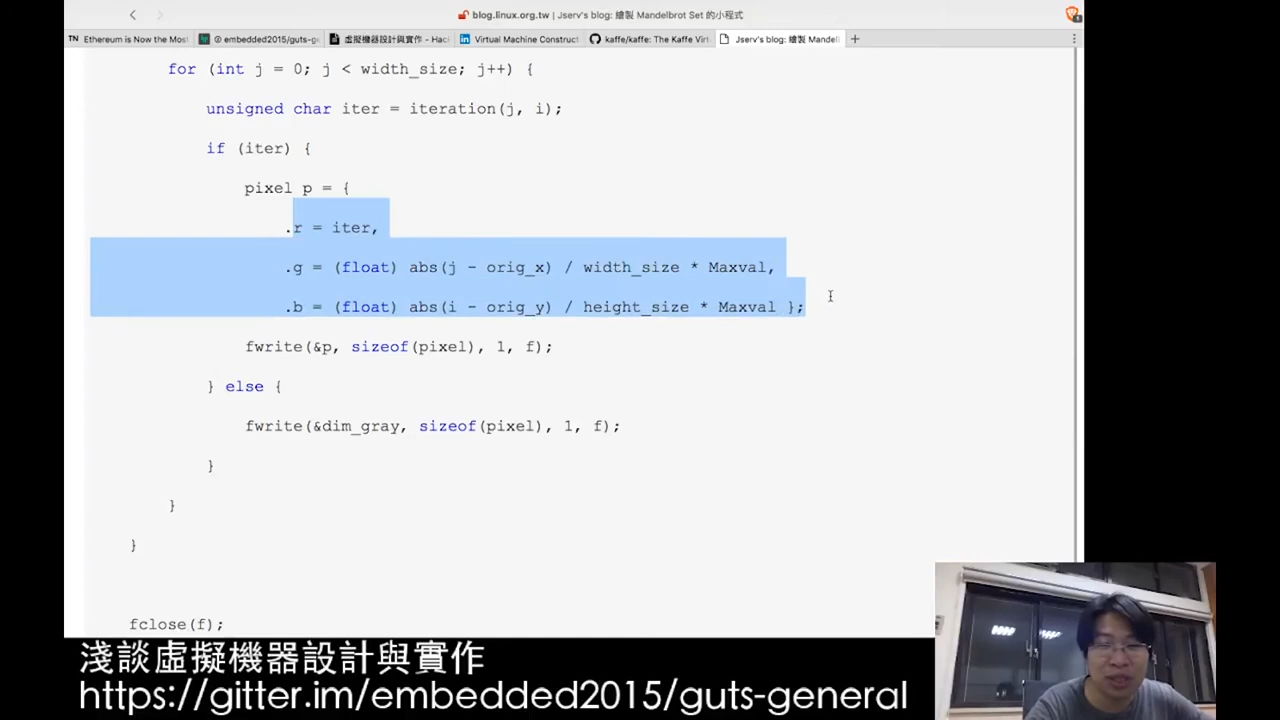 blog.linux.org.tw | Jserv's blog: 繪製 Mandelbrot Set 的小程式
TN Ethereum is Now the Most
embedded2015/guts-ge
虛擬機器設計與實作 - Hac
in Virtual Machine Construct
kaffe/kaffe: The Kaffe Virt
Jserv's blog: 繪製 Mandell
for (int j = 0; j < width_size; j++) {
unsigned char iter = iteration(j, i);
if (iter) {
pixel p = {
.r = iter,
.g = (float) abs(j - orig_x) / width_size * Maxval,
.b = (float) abs(i - orig_y) / height_size * Maxval };
fwrite(&p, sizeof(pixel), 1, f);
} else {
fwrite(&dim_gray, sizeof(pixel), 1, f);
}
}
}
fclose(f);
淺談虛擬機器設計與實作
https://gitter.im/embedded2015/guts-general